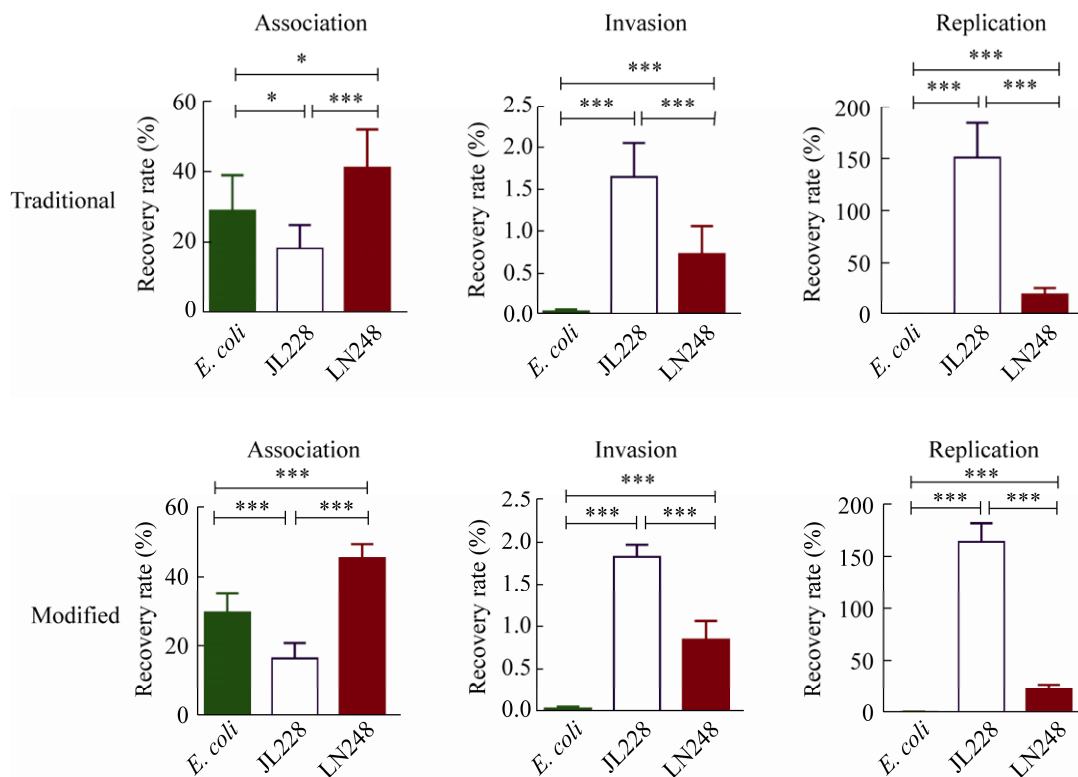 Association
Invasion
Replication
Traditional
Recovery rate (%)
60
40
20
0
*
*
***
E. coli
JL228
LN248
Recovery rate (%)
2.5
2.0
1.5
1.0
0.5
0.0
***
***
***
E. coli
JL228
LN248
Recovery rate (%)
200
150
100
50
0
***
***
***
E. coli
JL228
LN248
Association
Invasion
Replication
Modified
Recovery rate (%)
60
40
20
0
***
***
***
E. coli
JL228
LN248
Recovery rate (%)
2.5
2.0
1.5
1.0
0.5
0.0
***
***
***
E. coli
JL228
LN248
Recovery rate (%)
200
150
100
50
0
***
***
***
E. coli
JL228
LN248